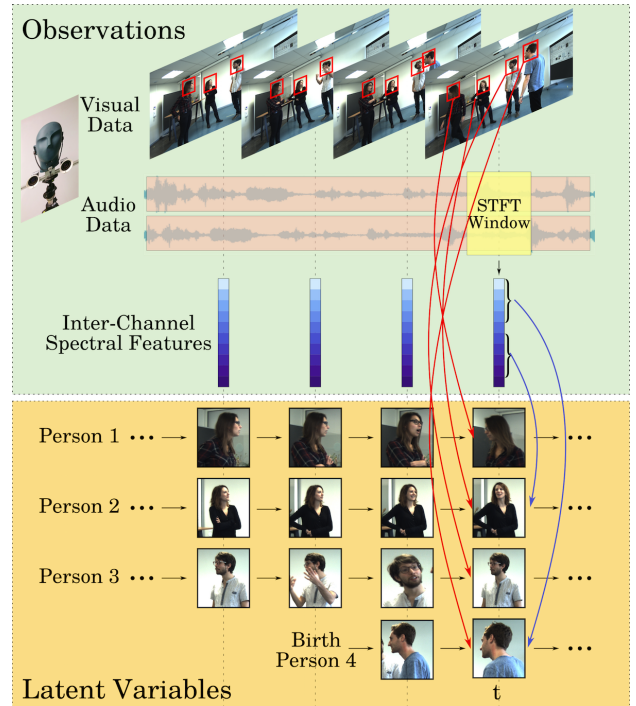 Observations
Visual
Data
Audio
Data
STFT
Window
Inter-Channel
Spectral Features
Person 1 •••
•••
Person 2 •••
•••
Person 3 •••
•••
Birth
Person 4
•••
Latent Variables
t